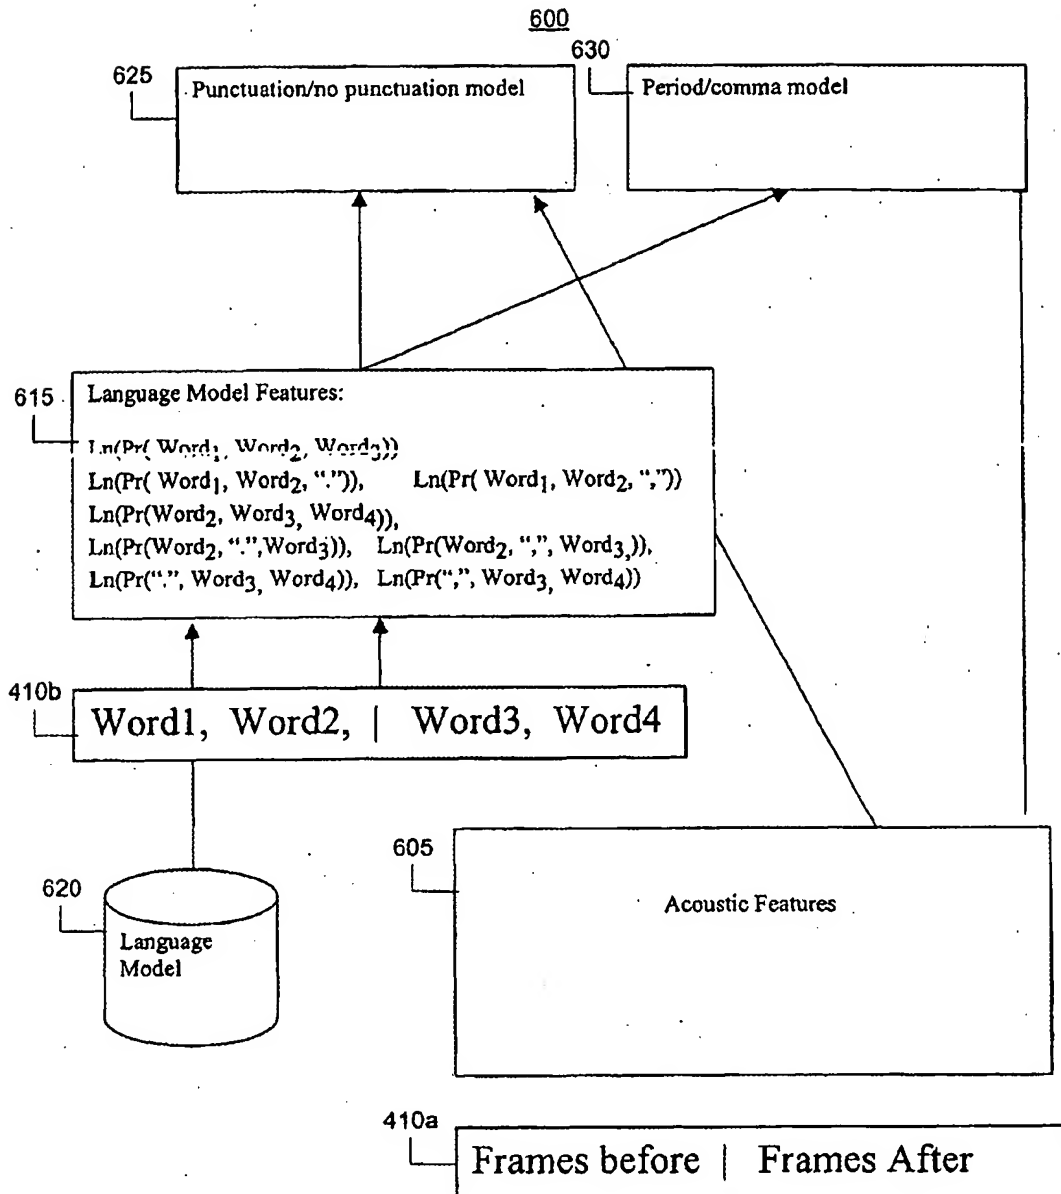 600
625
Punctuation/no punctuation model
630
Period/comma model
615
Language Model Features:
Ln(Pr( Word1, Word2, Word3))
Ln(Pr( Word1, Word2, “.”)), Ln(Pr( Word1, Word2, “,”))
Ln(Pr(Word2, Word3, Word4)),
Ln(Pr(Word2, “.”,Word3)), Ln(Pr(Word2, “,”, Word3,)),
Ln(Pr(“.”, Word3, Word4)), Ln(Pr(“,”, Word3, Word4))
410b
Word1, Word2, | Word3, Word4
620
Language
Model
605
Acoustic Features
410a
Frames before | Frames After